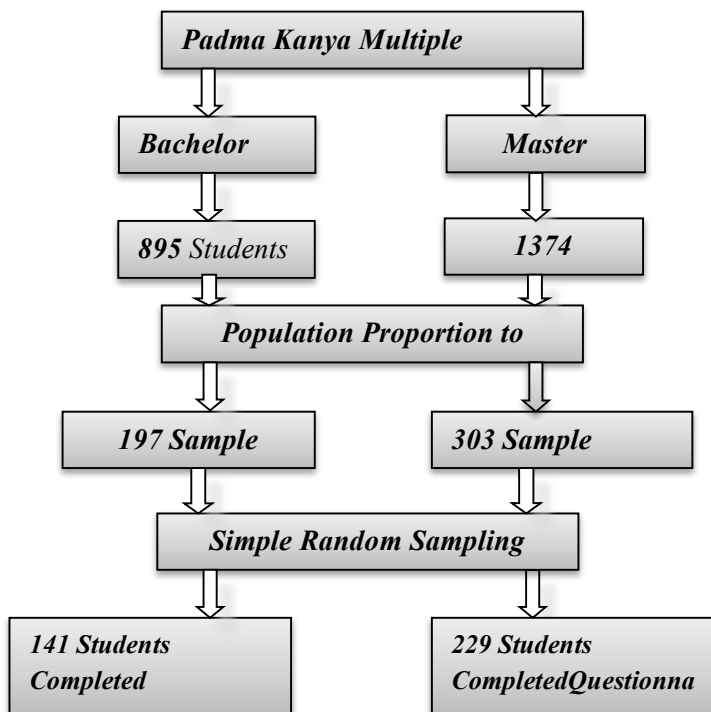 Padma Kanya Multiple
Bachelor
Master
895 Students
1374
Population Proportion to
197 Sample
303 Sample
Simple Random Sampling
141 Students
Completed
229 Students
CompletedQuestionna